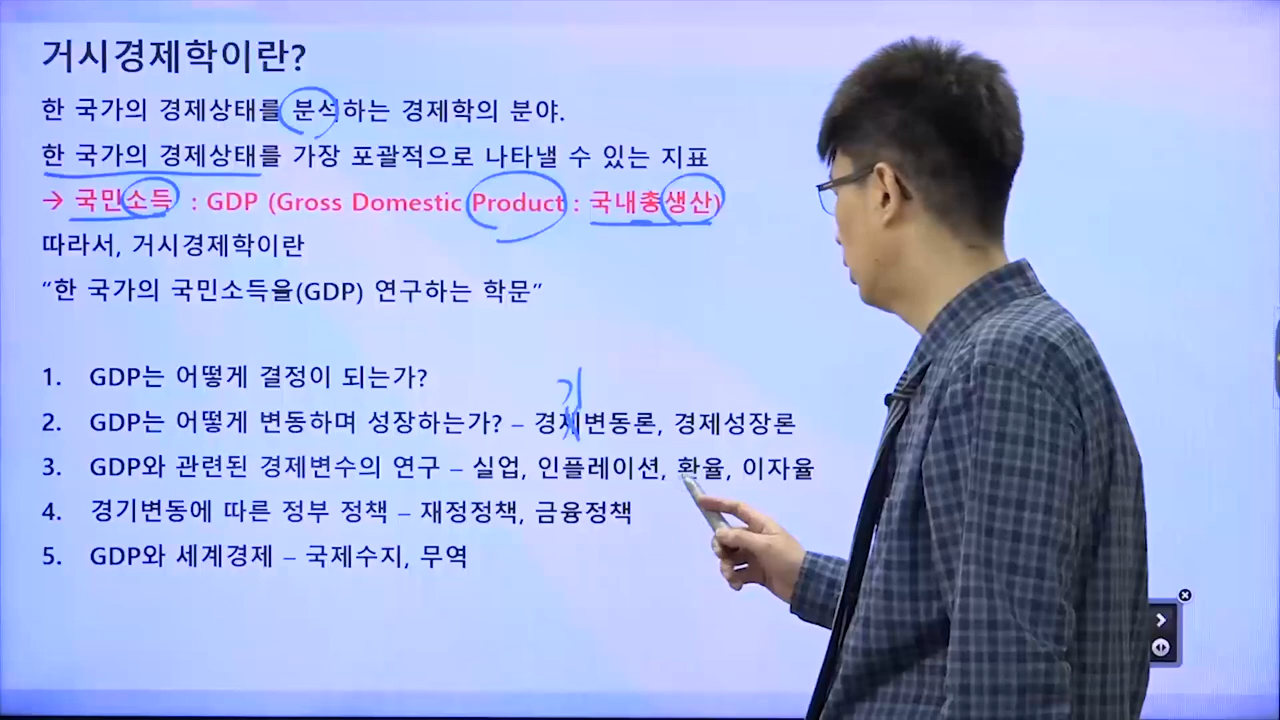 거시경제학이란?
한 국가의 경제상태를 분석하는 경제학의 분야.
한 국가의 경제상태를 가장 포괄적으로 나타낼 수 있는 지표
→ 국민소득 : GDP (Gross Domestic Product : 국내총생산)
따라서, 거시경제학이란
“한 국가의 국민소득을(GDP) 연구하는 학문”
1. GDP는 어떻게 결정이 되는가?
기
2. GDP는 어떻게 변동하며 성장하는가? – 경제변동론, 경제성장론
3. GDP와 관련된 경제변수의 연구 – 실업, 인플레이션, 환율, 이자율
4. 경기변동에 따른 정부 정책 – 재정정책, 금융정책
5. GDP와 세계경제 – 국제수지, 무역